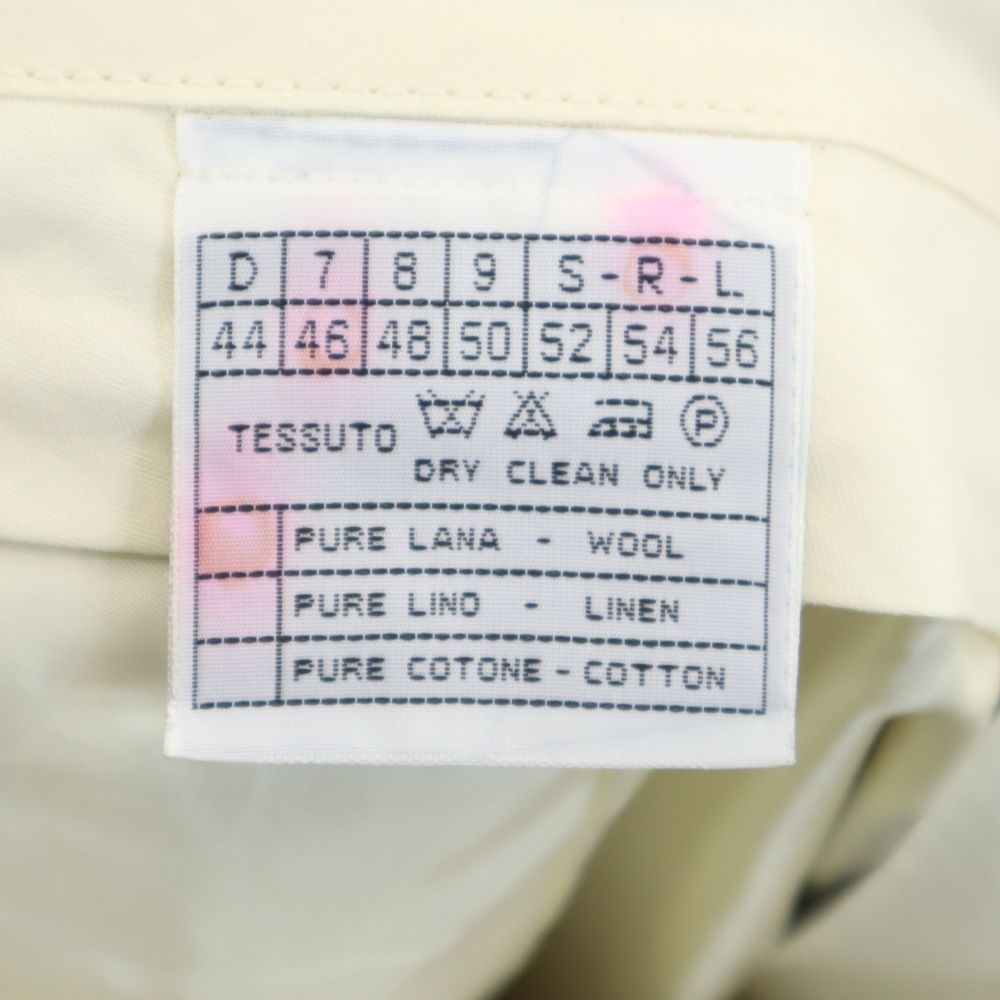 D 7 8 9 S - R - L
44 46 48 50 52 54 56
TESSUTO P
DRY CLEAN ONLY
PURE LANA - WOOL
PURE LINO - LINEN
PURE COTONE - COTTON